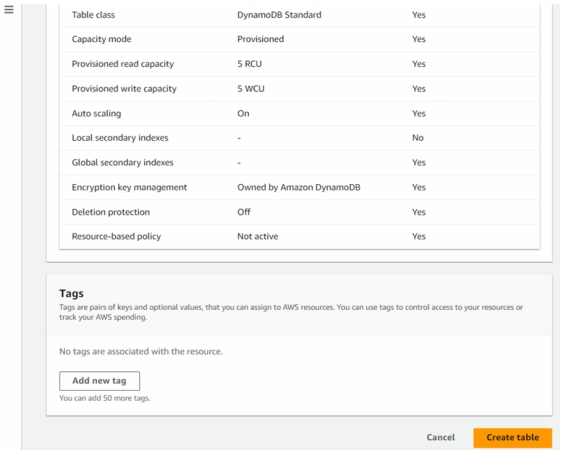 Table class DynamoDB Standard Yes
Capacity mode Provisioned Yes
Provisioned read capacity 5 RCU Yes
Provisioned write capacity 5 WCU Yes
Auto scaling On Yes
Local secondary indexes - No
Global secondary indexes - Yes
Encryption key management Owned by Amazon DynamoDB Yes
Deletion protection Off Yes
Resource-based policy Not active Yes
Tags
Tags are pairs of keys and optional values, that you can assign to AWS resources. You can use tags to control access to your resources or
track your AWS spending.
No tags are associated with the resource.
Add new tag
You can add 50 more tags.
Cancel Create table